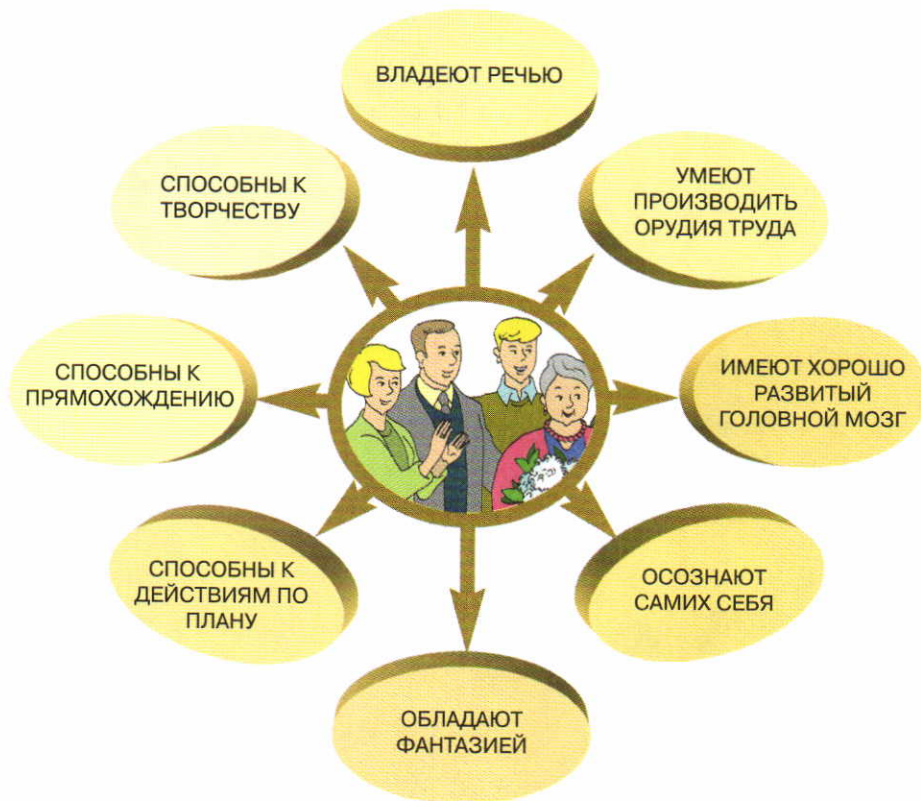 ВЛАДЕЮТ РЕЧЬЮ
СПОСОБНЫ К
ТВОРЧЕСТВУ
УМЕЮТ
ПРОИЗВОДИТЬ
ОРУДИЯ ТРУДА
СПОСОБНЫ К
ПРЯМОХОЖДЕНИЮ
ИМЕЮТ ХОРОШО
РАЗВИТЫЙ
ГОЛОВНОЙ МОЗГ
СПОСОБНЫ К
ДЕЙСТВИЯМ ПО
ПЛАНУ
ОСОЗНАЮТ
САМИХ СЕБЯ
ОБЛАДАЮТ
ФАНТАЗИЕЙ